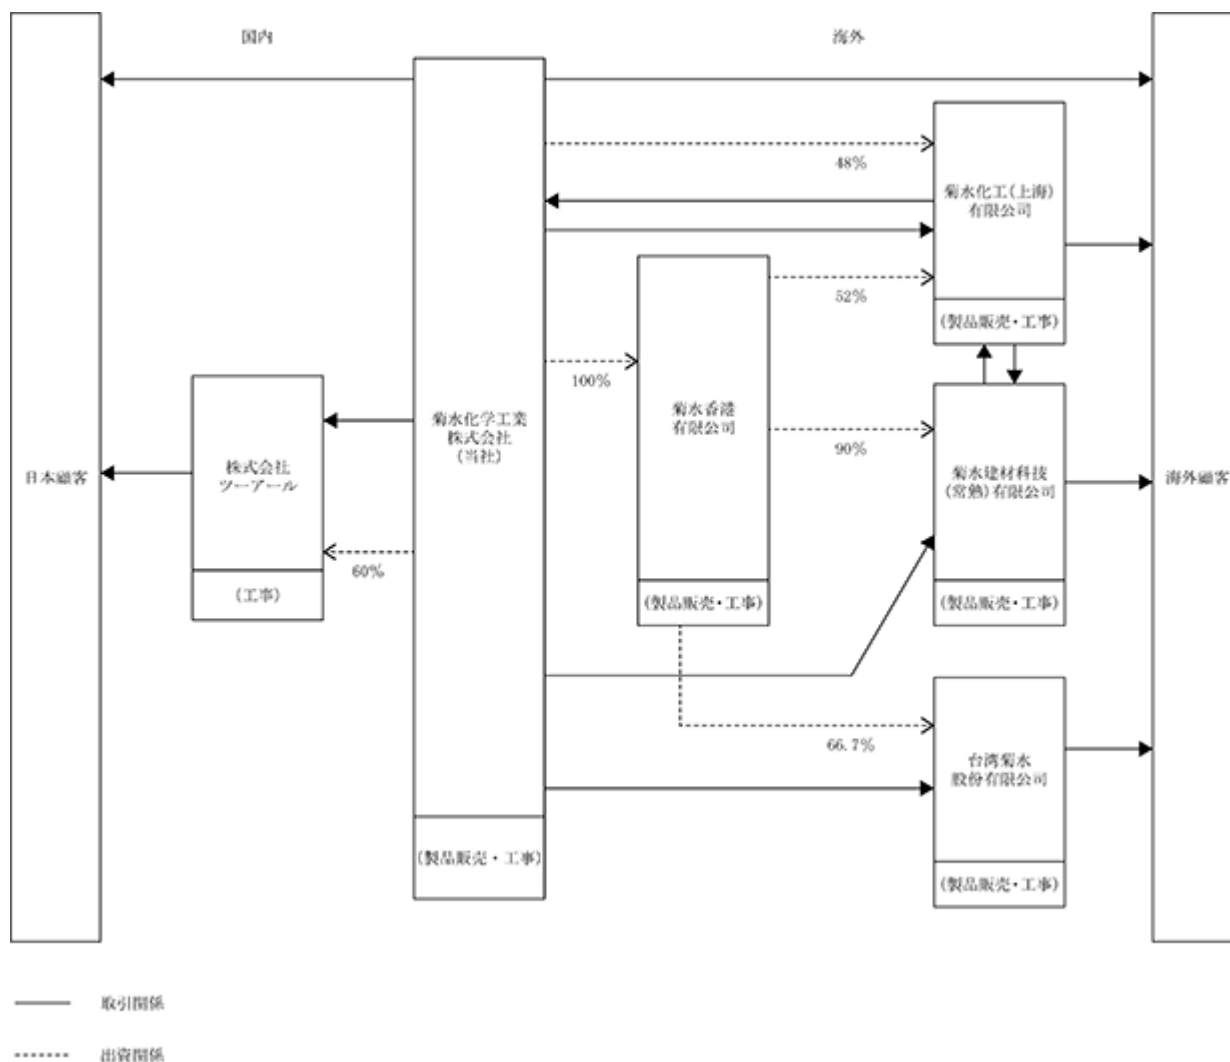 国内
海外
48%
菊水化工(上海)
有限公司
52%
(製品販売・工事)
100%
菊水化学工業
株式会社
(当社)
菊水香港
有限公司
90%
日本顧客
株式会社
ツーアール
菊水建材科技
(常熟)有限公司
海外顧客
60%
(工事)
(製品販売・工事)
(製品販売・工事)
66.7%
台湾菊水
股份有限公司
(製品販売・工事)
(製品販売・工事)
取引関係
出資関係